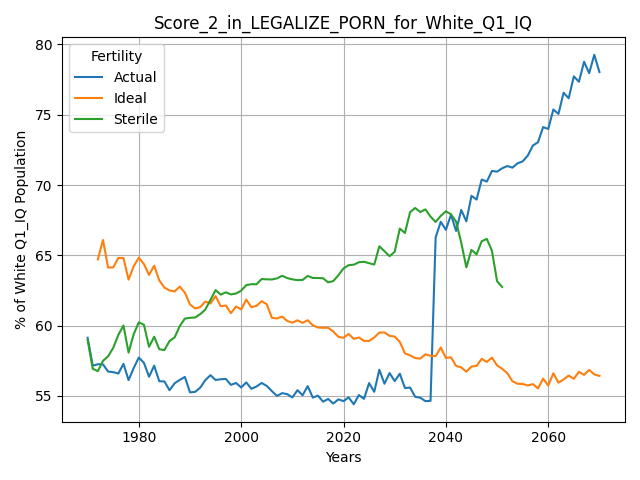 Score_2_in_LEGALIZE_PORN_for_White_Q1_IQ
Fertility
Actual
Ideal
Sterile
% of White Q1_IQ Population
80
75
70
65
60
55
1980
2000
2020
2040
2060
Years